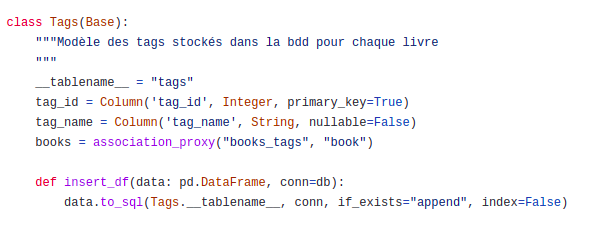 class Tags(Base):
    """Modèle des tags stockés dans la bdd pour chaque livre
    """
    __tablename__ = "tags"
    tag_id = Column('tag_id', Integer, primary_key=True)
    tag_name = Column('tag_name', String, nullable=False)
    books = association_proxy("books_tags", "book")

    def insert_df(data: pd.DataFrame, conn=db):
        data.to_sql(Tags.__tablename__, conn, if_exists="append", index=False)